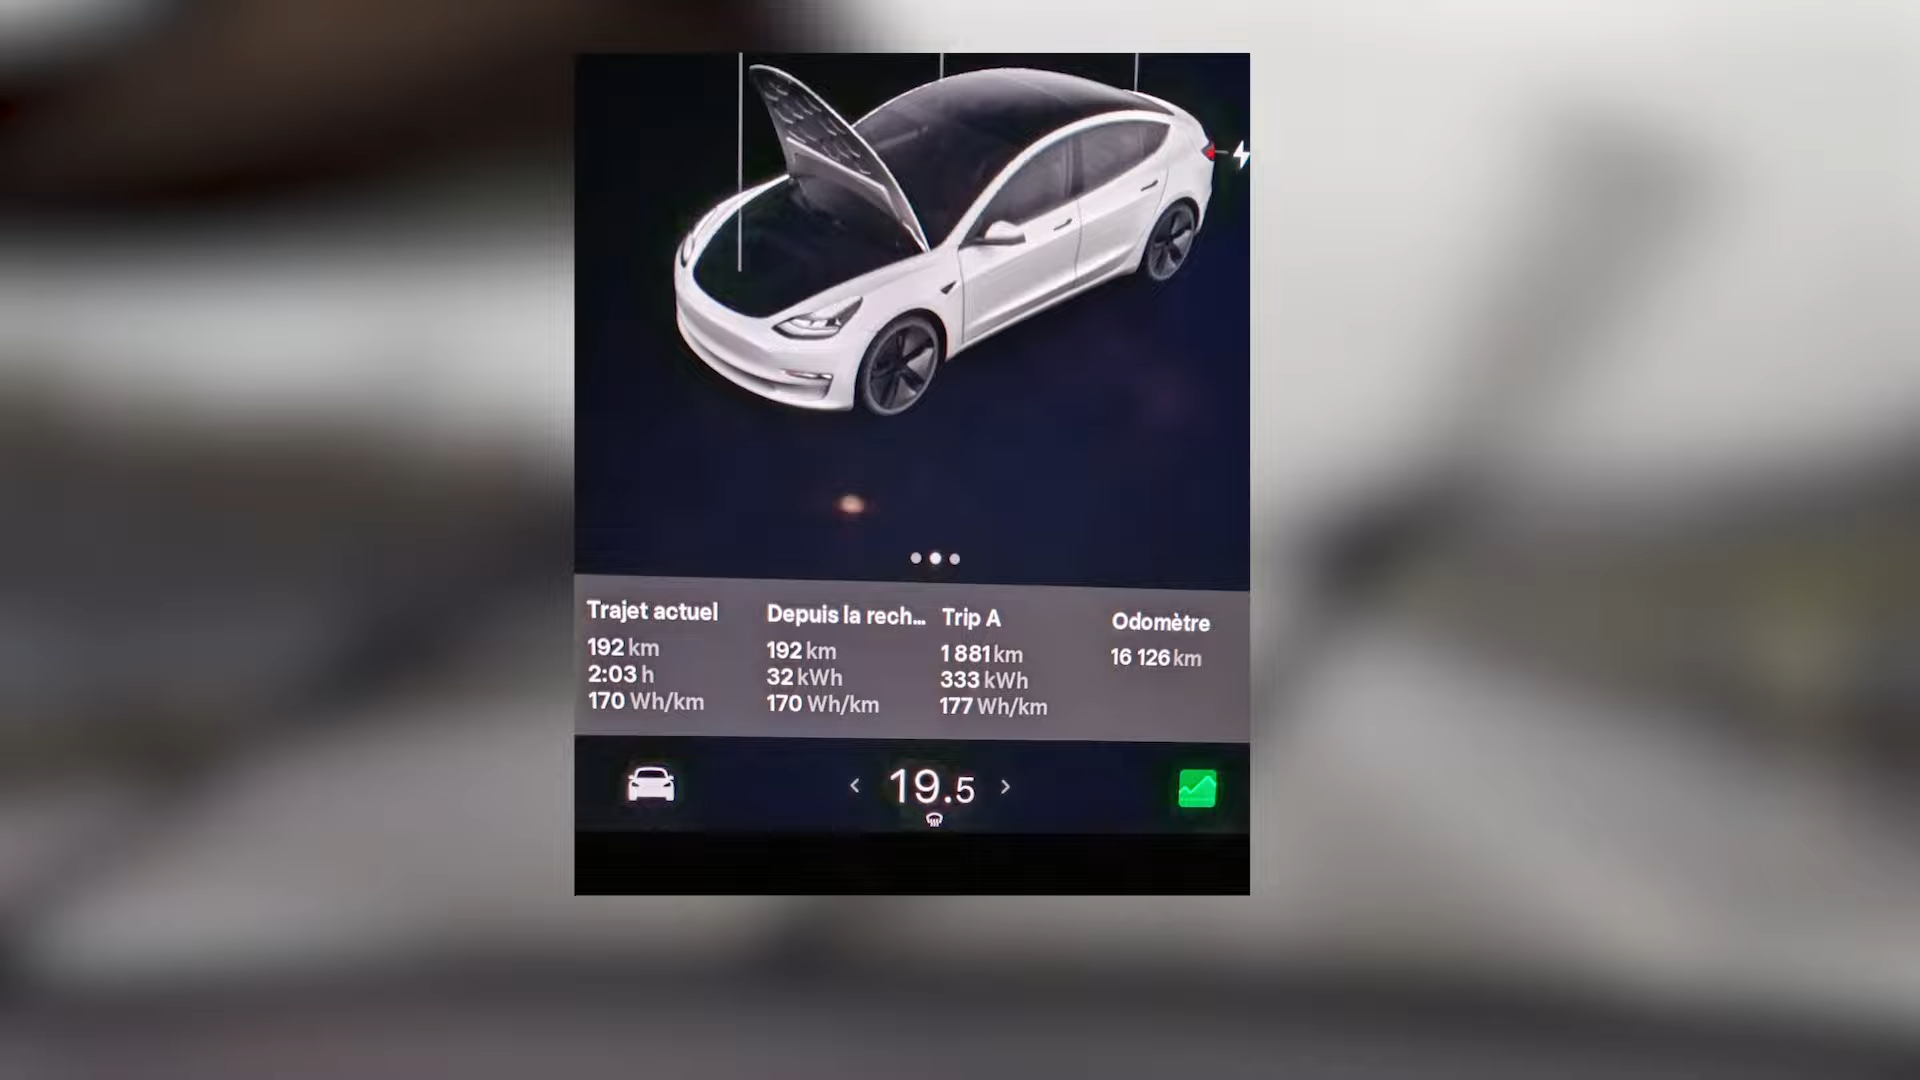 Trajet actuel
192 km
2:03 h
170 Wh/km
Depuis la rech...
192 km
32 kWh
170 Wh/km
Trip A
1 881 km
333 kWh
177 Wh/km
Odomètre
16 126 km
19.5